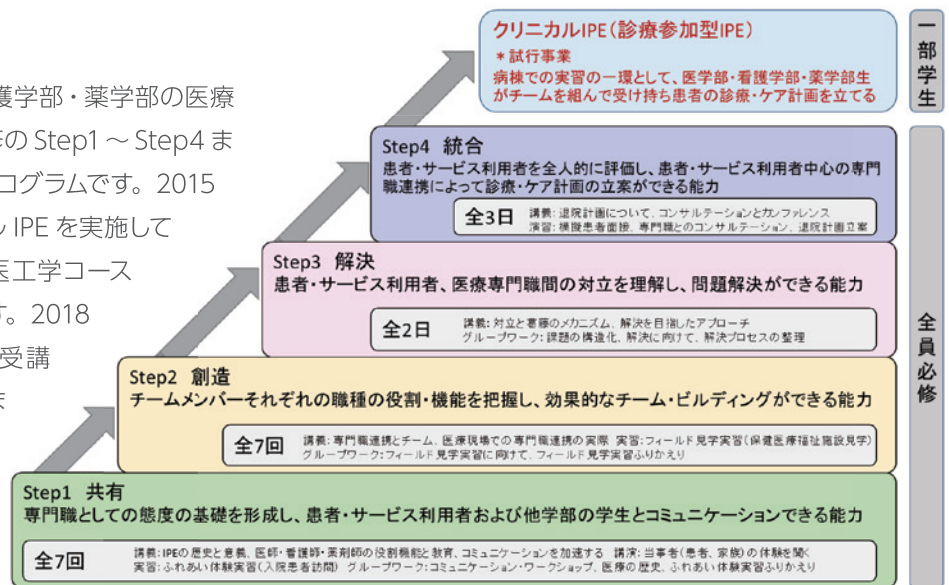 護学部・薬学部の医療
の Step1 ～ Step4 ま
ログラムです。2015
ル IPE を実施して
医工学コース
す。2018
受講
ま
クリニカルIPE(診療参加型IPE)
*試行事業
病棟での実習の一環として、医学部・看護学部・薬学部生
がチームを組んで受け持ち患者の診療・ケア計画を立てる
一部学生
Step4 統合
患者・サービス利用者を全人的に評価し、患者・サービス利用者中心の専門
職連携によって診療・ケア計画の立案ができる能力
全3日
講義:退院計画について、コンサルテーションとカンファレンス
演習:模擬患者面接、専門職とのコンサルテーション、退院計画立案
Step3 解決
患者・サービス利用者、医療専門職間の対立を理解し、問題解決ができる能力
全2日
講義:対立と葛藤のメカニズム、解決を目指したアプローチ
グループワーク:課題の構造化、解決に向けて、解決プロセスの整理
全員必修
Step2 創造
チームメンバーそれぞれの職種の役割・機能を把握し、効果的なチーム・ビルディングができる能力
全7回
講義:専門職連携とチーム、医療現場での専門職連携の実際 実習:フィールド見学実習(保健医療福祉施設見学)
グループワーク:フィールド見学実習に向けて、フィールド見学実習ふりかえり
Step1 共有
専門職としての態度の基礎を形成し、患者・サービス利用者および他学部の学生とコミュニケーションできる能力
全7回
講義:IPEの歴史と意義、医師・看護師・薬剤師の役割機能と教育、コミュニケーションを加速する 講演:当事者(患者、家族)の体験を聞く
実習:ふれあい体験実習(入院患者訪問) グループワーク:コミュニケーション・ワークショップ、医療の歴史、ふれあい体験実習ふりかえり